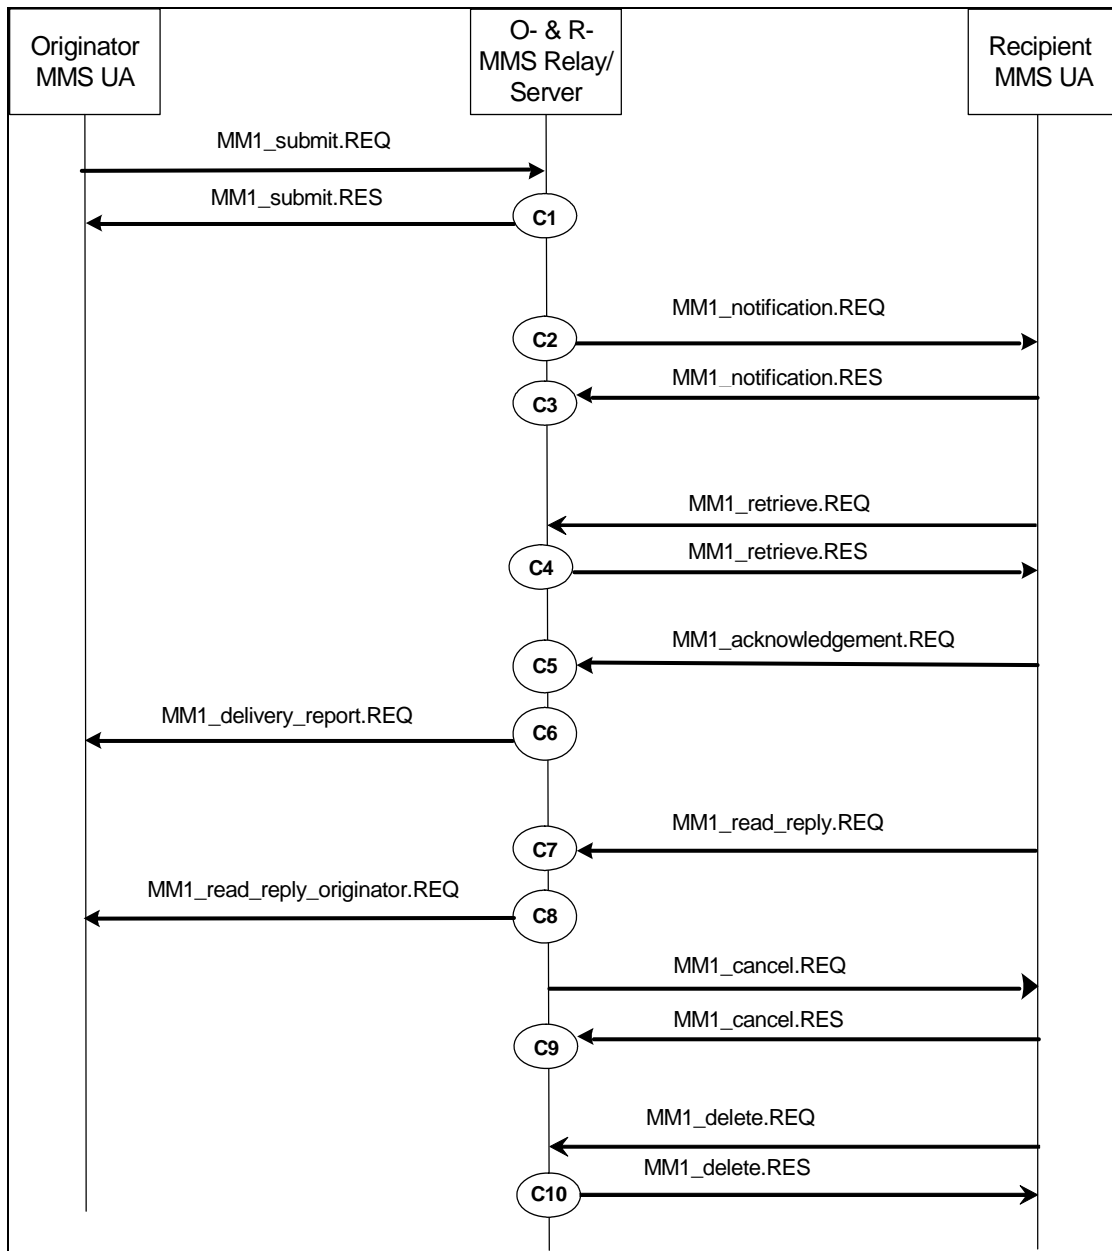 Originator
MMS UA
O- & R-
MMS Relay/
Server
Recipient
MMS UA
MM1_submit.REQ
MM1_submit.RES
C1
MM1_notification.REQ
C2
MM1_notification.RES
C3
MM1_retrieve.REQ
MM1_retrieve.RES
C4
MM1_acknowledgement.REQ
C5
MM1_delivery_report.REQ
C6
MM1_read_reply.REQ
C7
MM1_read_reply_originator.REQ
C8
MM1_cancel.REQ
MM1_cancel.RES
C9
MM1_delete.REQ
MM1_delete.RES
C10